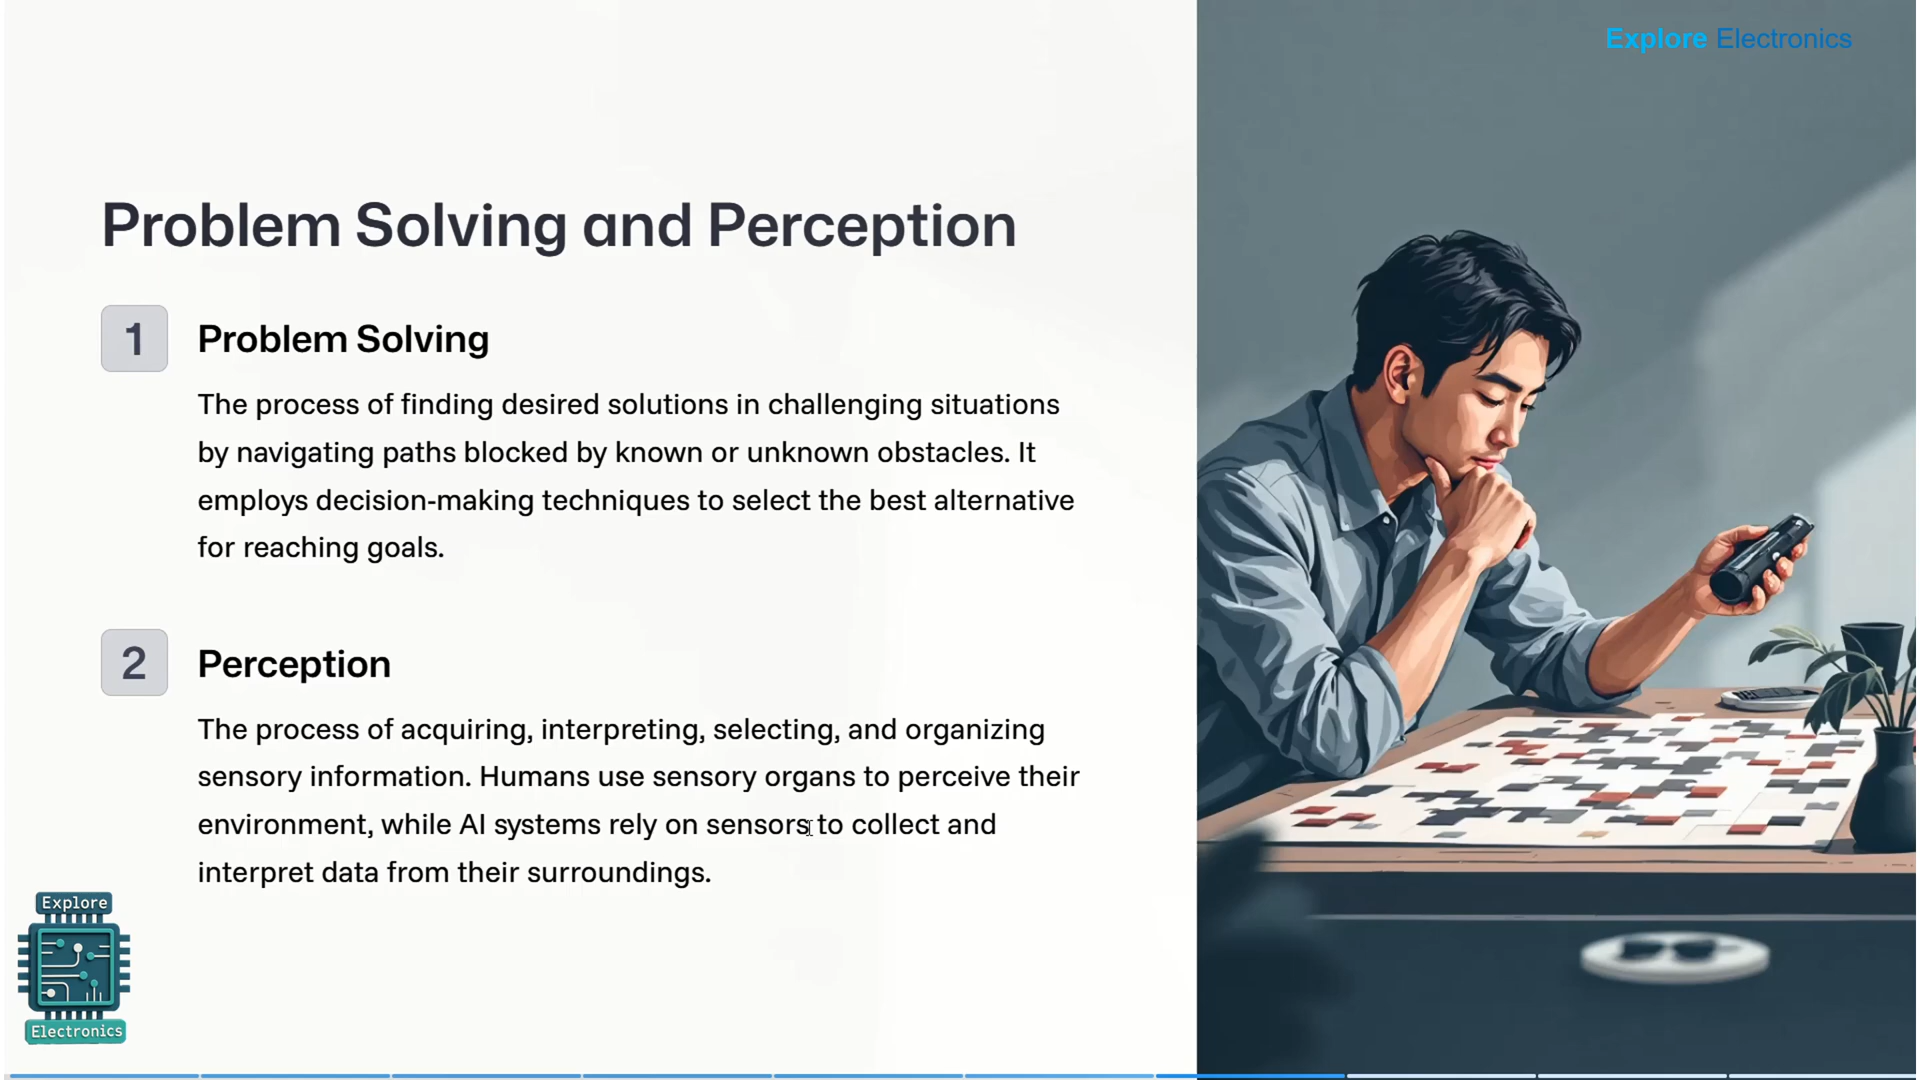 Explore Electronics
Problem Solving and Perception
1
Problem Solving
The process of finding desired solutions in challenging situations
by navigating paths blocked by known or unknown obstacles. It
employs decision-making techniques to select the best alternative
for reaching goals.
2
Perception
The process of acquiring, interpreting, selecting, and organizing
sensory information. Humans use sensory organs to perceive their
environment, while AI systems rely on sensors to collect and
interpret data from their surroundings.
Explore
Electronics